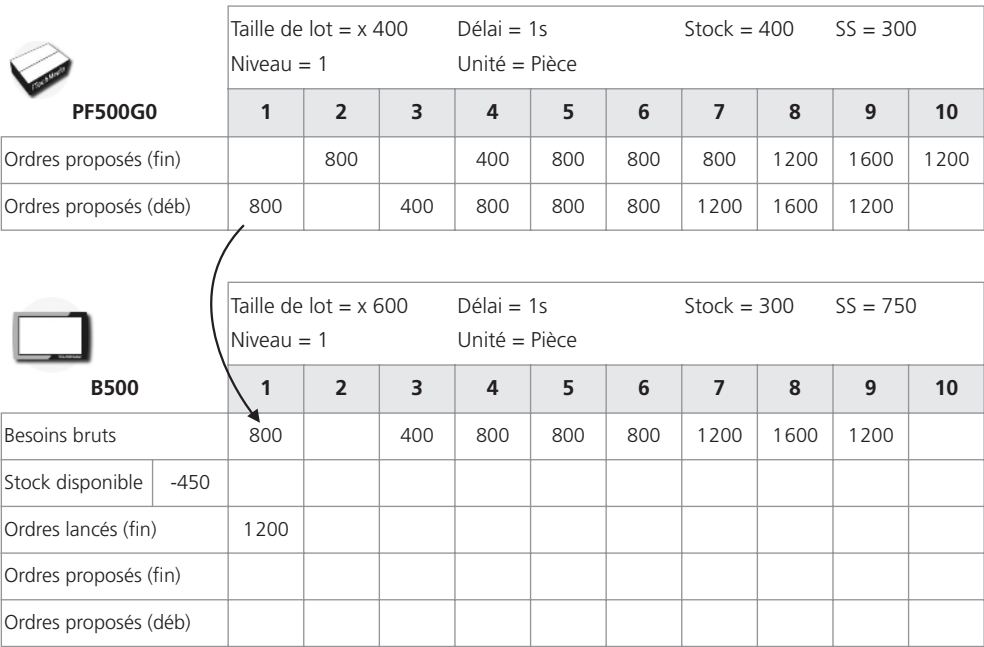 Taille de lot = x 400 Délai = 1s Stock = 400 SS = 300
Niveau = 1 Unité = Pièce
PF500G0 1 2 3 4 5 6 7 8 9 10
Ordres proposés (fin) 800 400 800 800 800 1200 1600 1200
Ordres proposés (déb) 800 400 800 800 800 1200 1600 1200
Taille de lot = x 600 Délai = 1s Stock = 300 SS = 750
Niveau = 1 Unité = Pièce
B500 1 2 3 4 5 6 7 8 9 10
Besoins bruts 800 400 800 800 800 1200 1600 1200
Stock disponible -450
Ordres lancés (fin) 1200
Ordres proposés (fin)
Ordres proposés (déb)